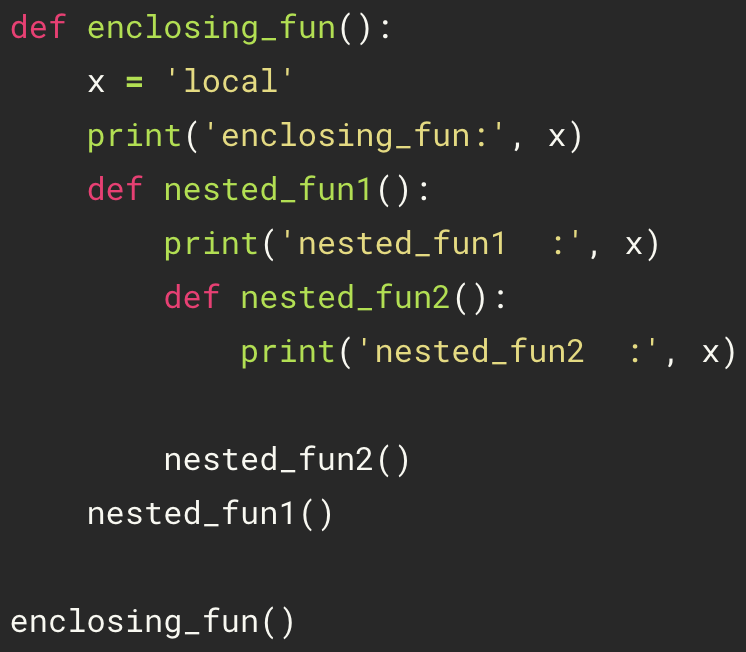 def enclosing_fun():
    x = 'local'
    print('enclosing_fun:', x)
    def nested_fun1():
        print('nested_fun1  :', x)
        def nested_fun2():
            print('nested_fun2  :', x)

        nested_fun2()
    nested_fun1()

enclosing_fun()